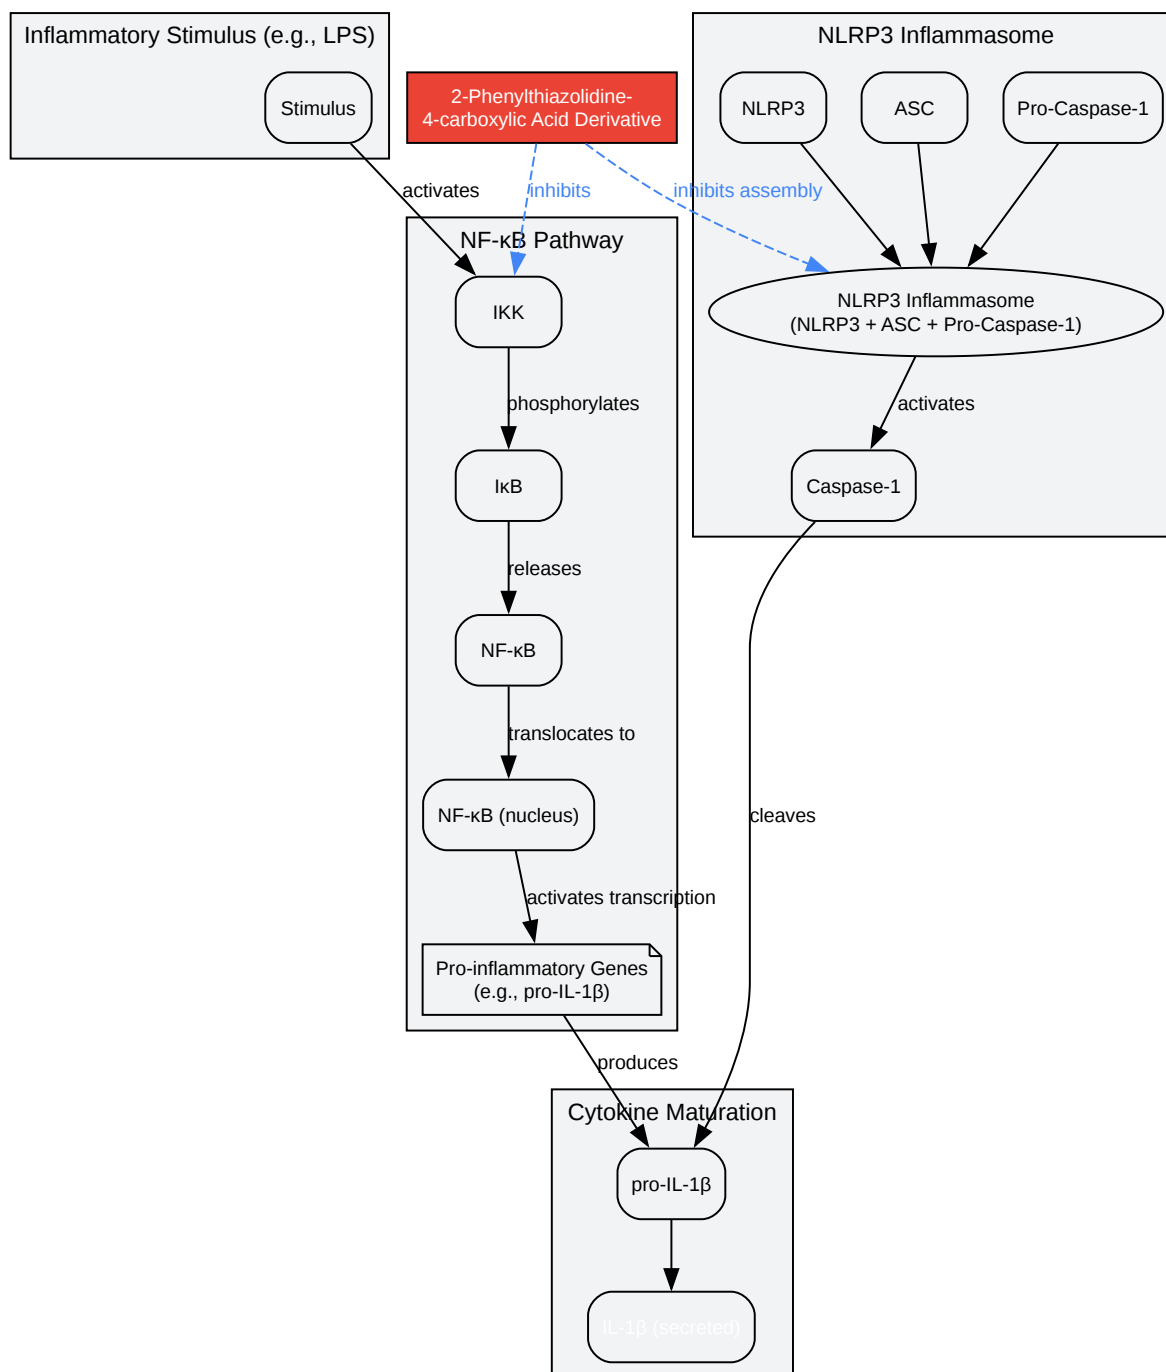 Inflammatory Stimulus (e.g., LPS)
NLRP3 Inflammasome
Stimulus
2-Phenylthiazolidine-
4-carboxylic Acid Derivative
NLRP3
ASC
Pro-Caspase-1
activates
inhibits
inhibits assembly
NF-κB Pathway
IKK
NLRP3 Inflammasome
(NLRP3 + ASC + Pro-Caspase-1)
phosphorylates
activates
IκB
Caspase-1
releases
NF-κB
translocates to
NF-κB (nucleus)
cleaves
activates transcription
Pro-inflammatory Genes
(e.g., pro-IL-1β)
produces
Cytokine Maturation
pro-IL-1β
IL-1β (secreted)